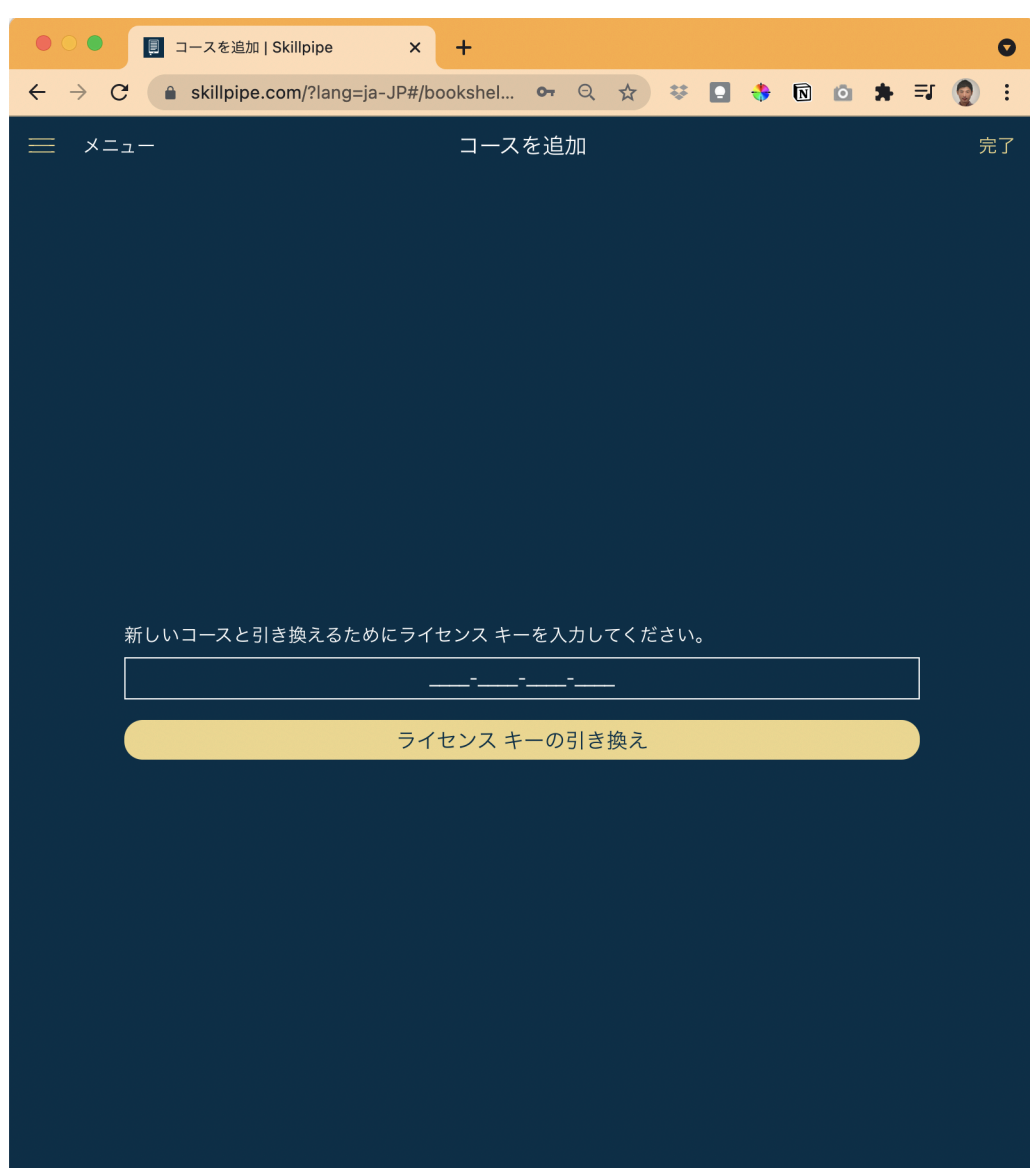 コースを追加 | Skillpipe
skillpipe.com/?lang=ja-JP#/bookshel...
メニュー
コースを追加
完了
新しいコースと引き換えるためにライセンス キーを入力してください。
____-____-____-____
ライセンス キーの引き換え